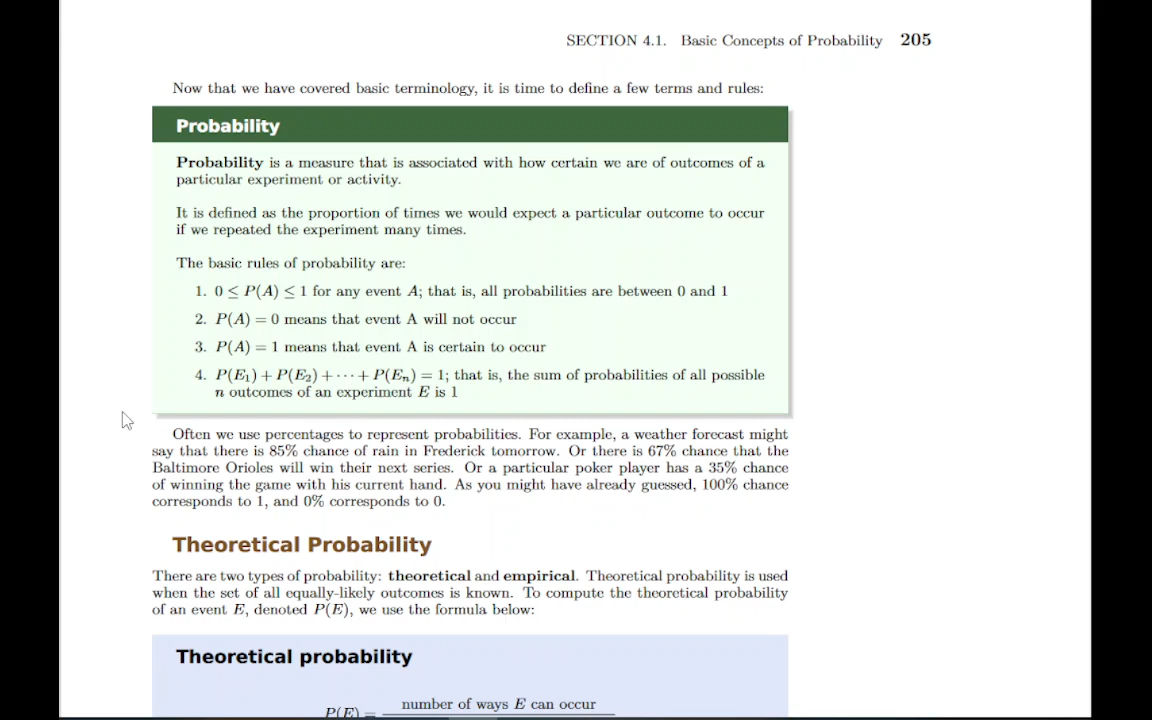 SECTION 4.1. Basic Concepts of Probability 205
Now that we have covered basic terminology, it is time to define a few terms and rules:
Probability
Probability is a measure that is associated with how certain we are of outcomes of a
particular experiment or activity.
It is defined as the proportion of times we would expect a particular outcome to occur
if we repeated the experiment many times.
The basic rules of probability are:
1. 0 ≤ P(A) ≤ 1 for any event A; that is, all probabilities are between 0 and 1
2. P(A) = 0 means that event A will not occur
3. P(A) = 1 means that event A is certain to occur
4. P(E₁) + P(E₂) + ··· + P(Eₙ) = 1; that is, the sum of probabilities of all possible
n outcomes of an experiment E is 1
Often we use percentages to represent probabilities. For example, a weather forecast might
say that there is 85% chance of rain in Frederick tomorrow. Or there is 67% chance that the
Baltimore Orioles will win their next series. Or a particular poker player has a 35% chance
of winning the game with his current hand. As you might have already guessed, 100% chance
corresponds to 1, and 0% corresponds to 0.
Theoretical Probability
There are two types of probability: theoretical and empirical. Theoretical probability is used
when the set of all equally-likely outcomes is known. To compute the theoretical probability
of an event E, denoted P(E), we use the formula below:
Theoretical probability
number of ways E can occur
P(E) =